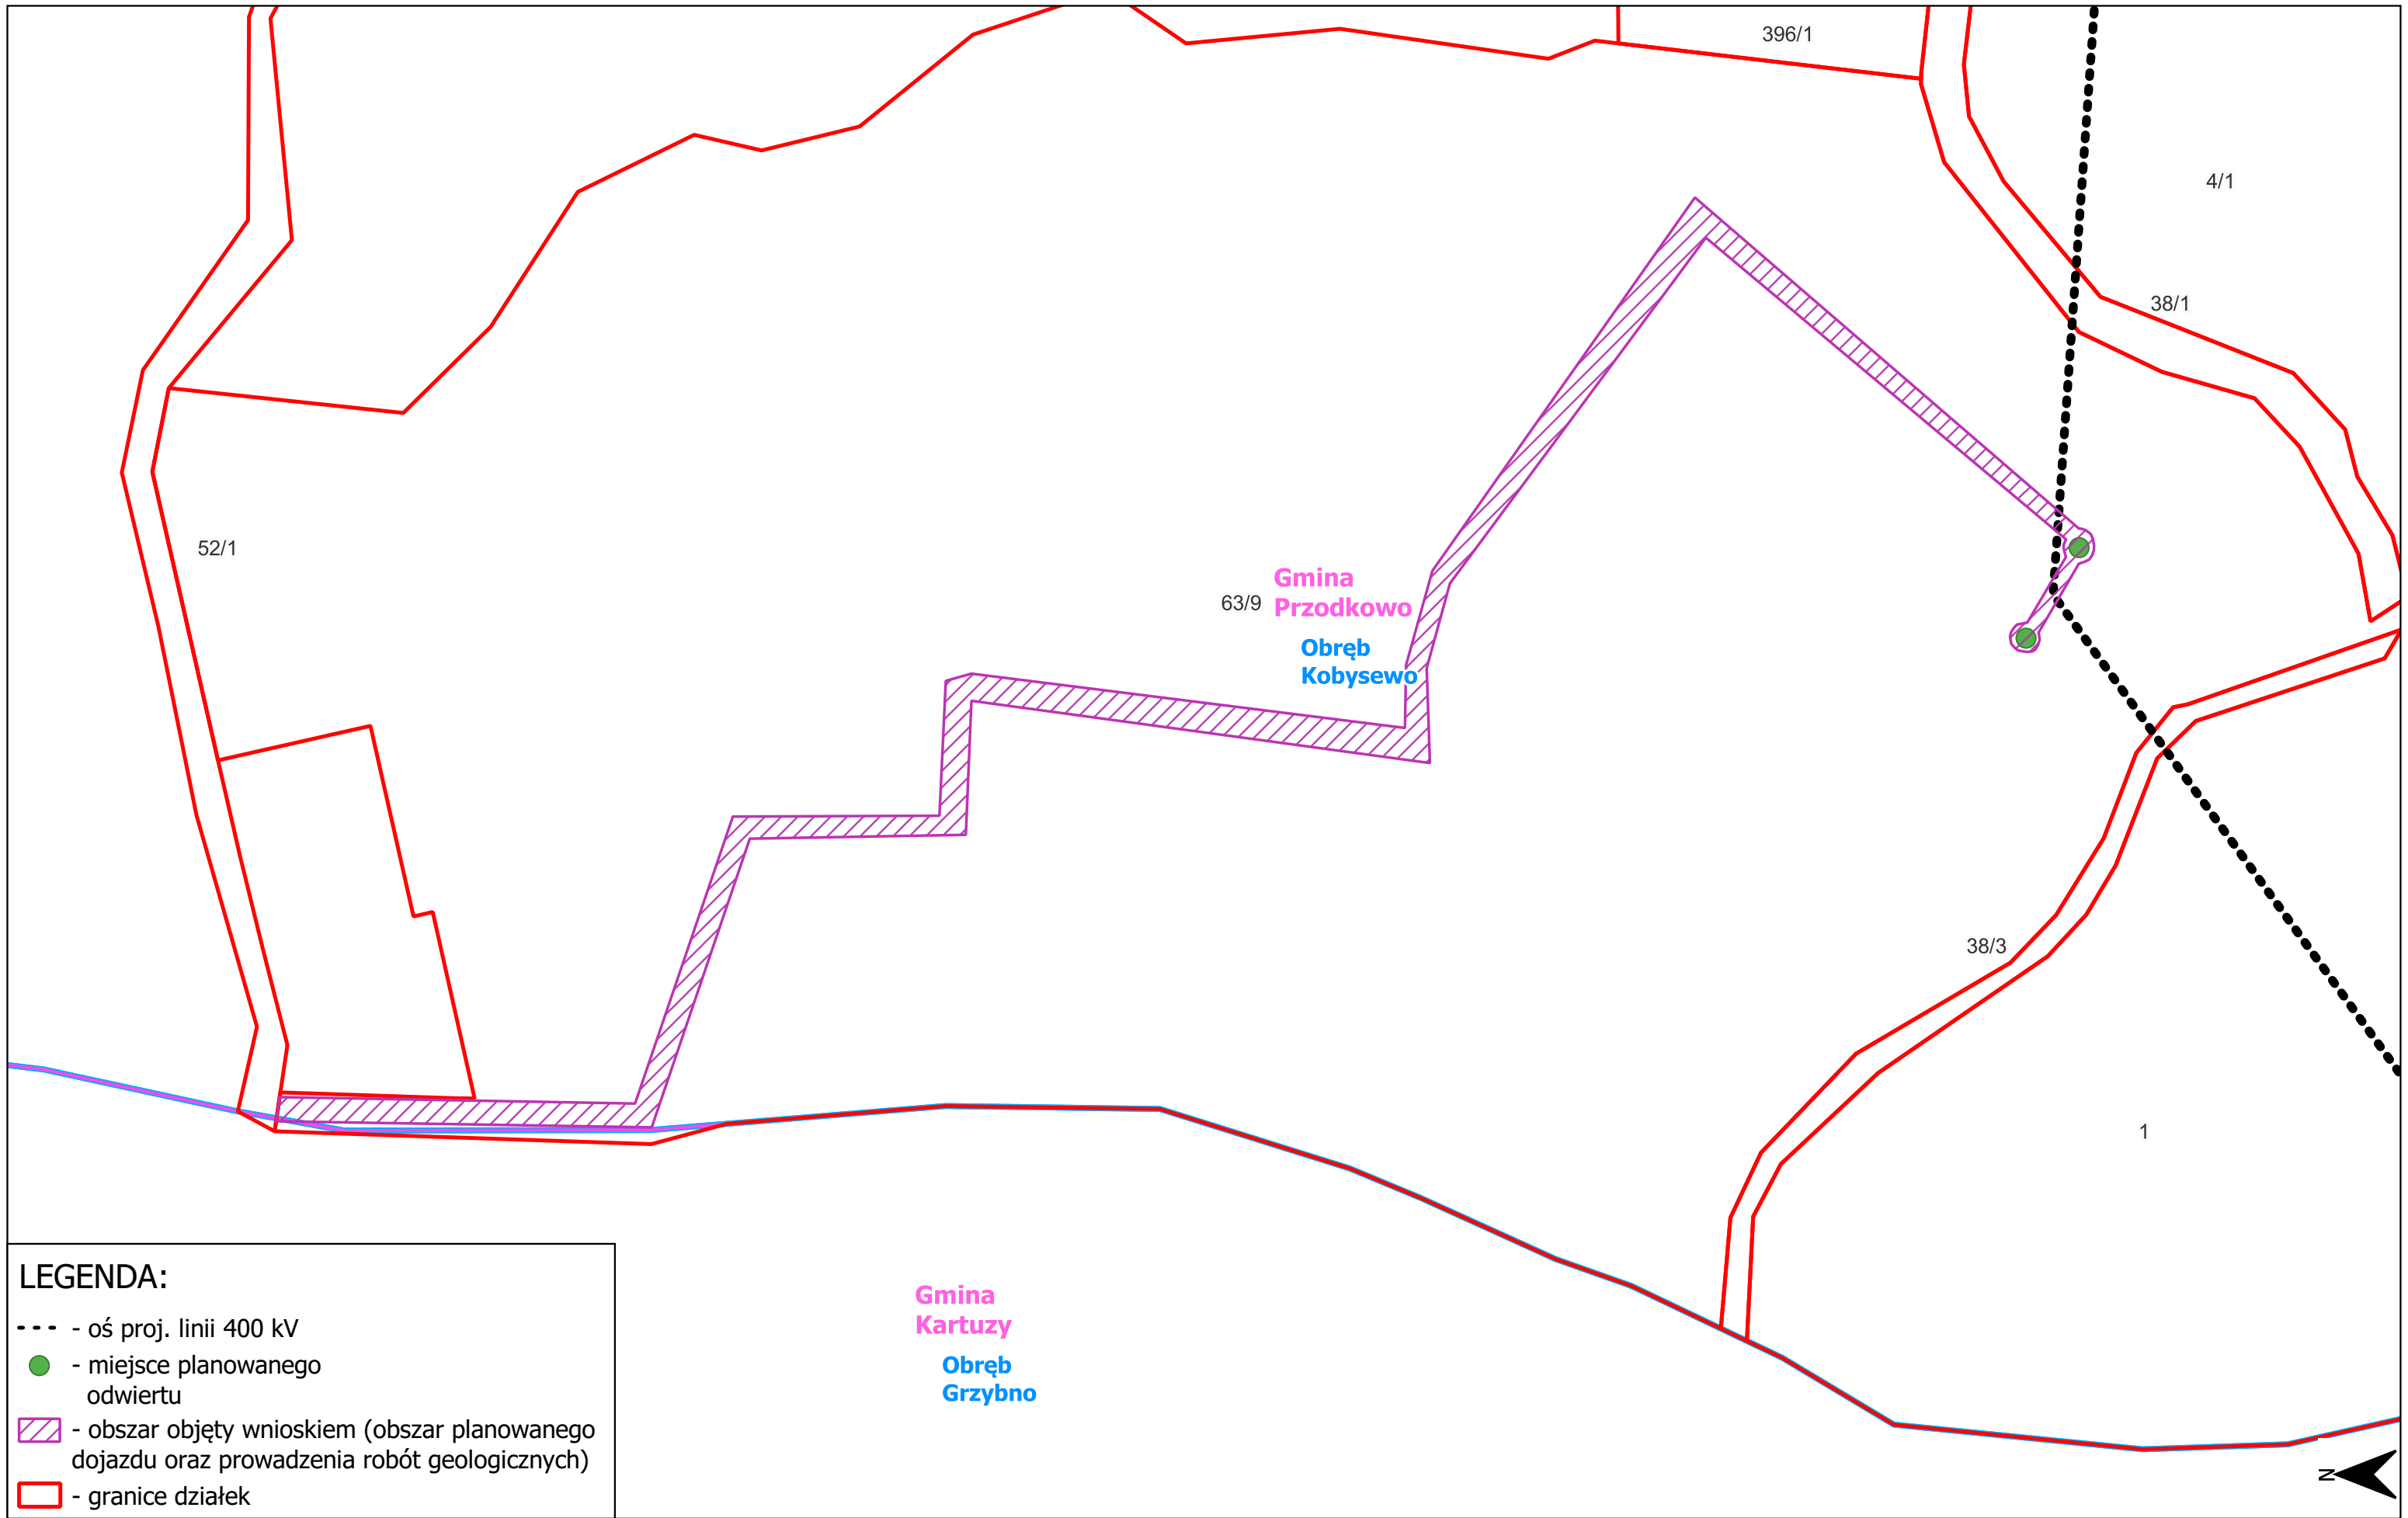 396/1
4/1
38/1
52/1
63/9
Gmina
Przodkowo
Obręb
Kobysewo
38/3
1
Gmina
Kartuzy
Obręb
Grzybno
LEGENDA:
- oś proj. linii 400 kV
- miejsce planowanego
odwiertu
- obszar objęty wnioskiem (obszar planowanego
dojazdu oraz prowadzenia robót geologicznych)
- granice działek
N